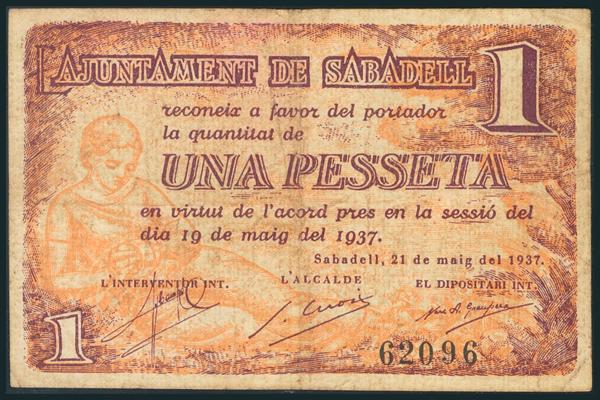 AJUNTAMENT DE SABADELL 1
reconeix a favor del portador
la quantitat de
UNA PESSETA
en virtut de l'acord pres en la sessió del
dia 19 de maig del 1937.
Sabadell, 21 de maig del 1937.
L'INTERVENTOR INT. L'ALCALDE EL DIPOSITARI INT.
1
62096